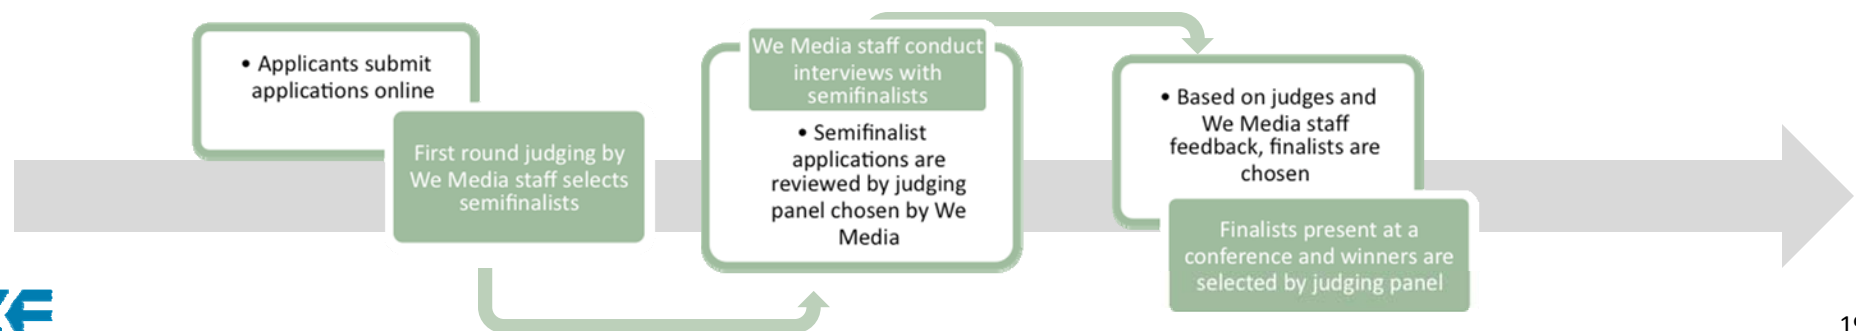 • Applicants submit
applications online
First round judging by
We Media staff selects
semifinalists
We Media staff conduct
interviews with
semifinalists
• Semifinalist
applications are
reviewed by judging
panel chosen by We
Media
• Based on judges and
We Media staff
feedback, finalists are
chosen
Finalists present at a
conference and winners are
selected by judging panel